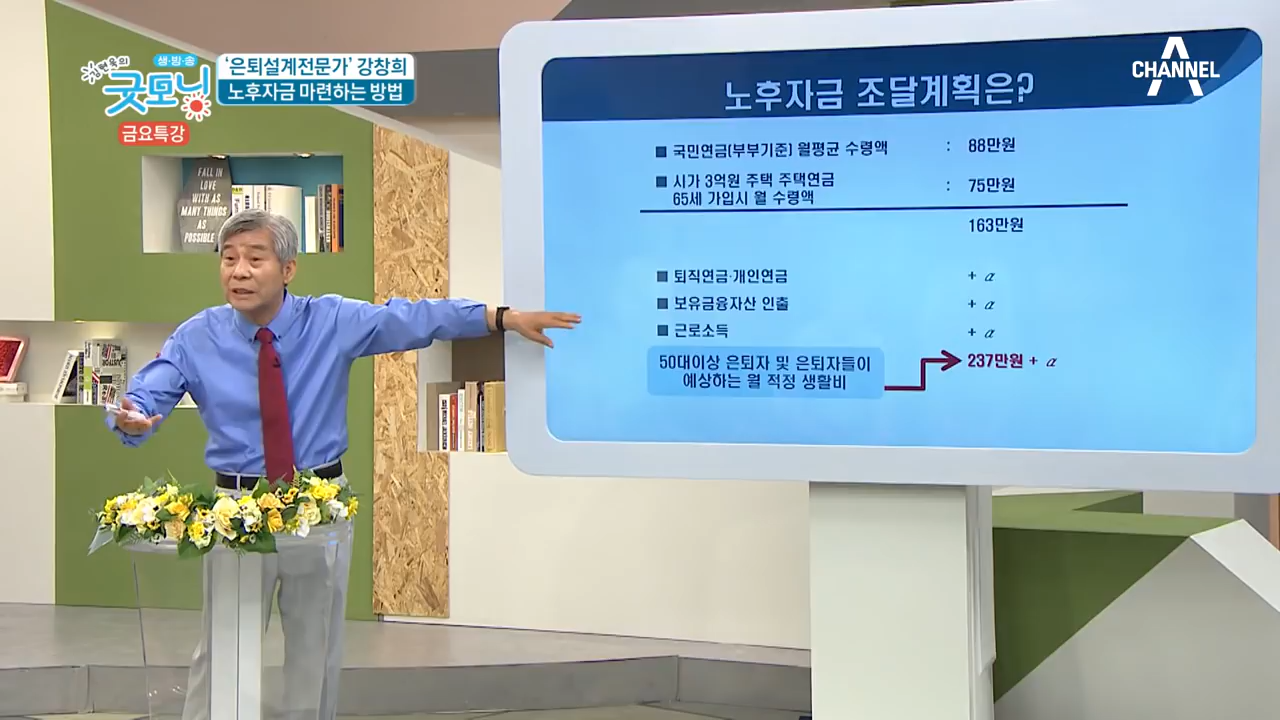 생·방·송
굿모닝
금요특강
'은퇴설계전문가' 강창희
노후자금 마련하는 방법
CHANNEL A
FALL IN
LOVE
WITH AS
MANY THINGS
AS
POSSIBLE
노후자금 조달계획은?
■ 국민연금(부부기준) 월평균 수령액 : 88만원
■ 시가 3억원 주택 주택연금 : 75만원
65세 가입시 월 수령액
163만원
■ 퇴직연금·개인연금 + α
■ 보유금융자산 인출 + α
■ 근로소득 + α
50대이상 은퇴자 및 은퇴자들이
예상하는 월 적정 생활비
237만원 + α